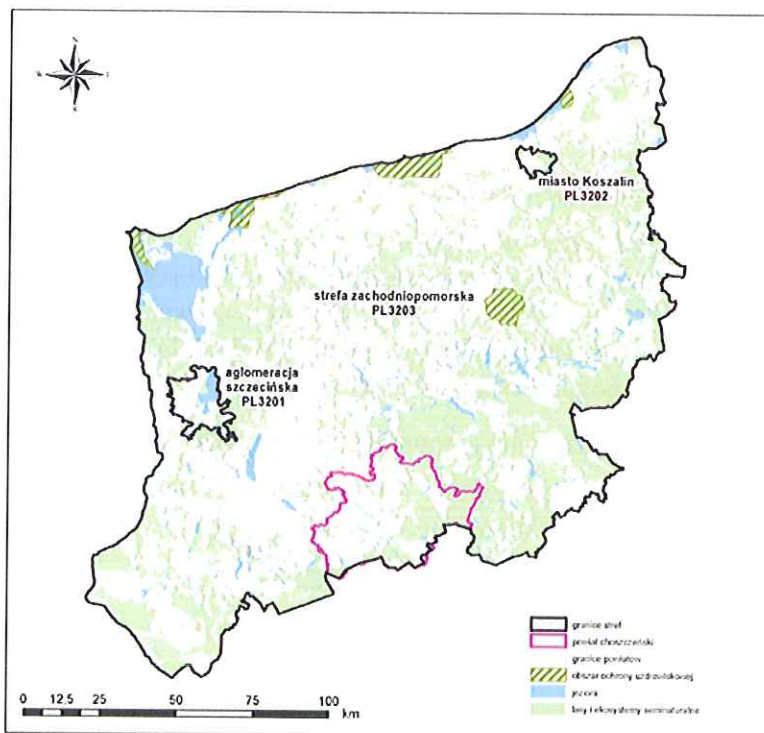 N
W
S
miasto Koszalin
PL3202
strefa zachodniopomorska
PL3203
aglomeracja
szczecińska
PL3201
granice stref
powiat choszczeński
granice powiatów
obszar ochrony uzdrowiskowej
jeziora
lasy i ekosystemy seminaturalne
0 12,5 25 50 75 100
km